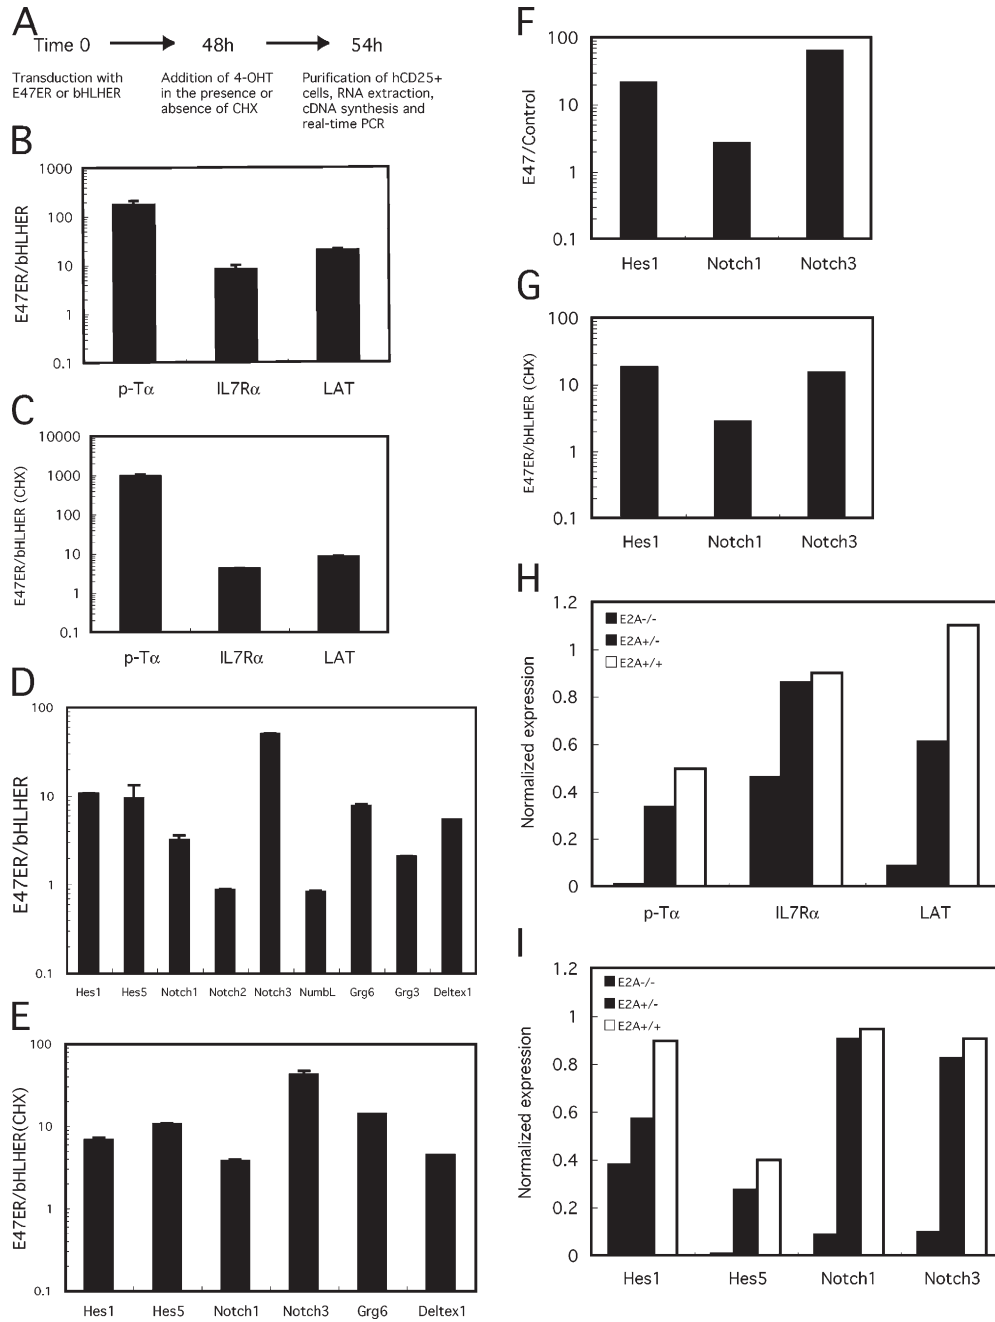 A
Time 0 48h 54h
Transduction with
E47ER or bHLHER
Addition of 4-OHT
in the presence or
absence of CHX
Purification of hCD25+
cells, RNA extraction,
cDNA synthesis and
real-time PCR
B
E47ER/bHLHER
1000
100
10
1
0.1
p-Tα IL7Rα LAT
C
E47ER/bHLHER (CHX)
10000
1000
100
10
1
0.1
p-Tα IL7Rα LAT
D
E47ER/bHLHER
100
10
1
0.1
Hes1 Hes5 Notch1 Notch2 Notch3 NumbL Grg6 Grg3 Deltex1
E
E47ER/bHLHER(CHX)
100
10
1
0.1
Hes1 Hes5 Notch1 Notch3 Grg6 Deltex1
F
E47/Control
100
10
1
0.1
Hes1 Notch1 Notch3
G
E47ER/bHLHER (CHX)
100
10
1
0.1
Hes1 Notch1 Notch3
H
Normalized expression
1.2
1
0.8
0.6
0.4
0.2
0
E2A-/-
E2A+/-
E2A+/+
p-Tα IL7Rα LAT
I
Normalized expression
1.2
1
0.8
0.6
0.4
0.2
0
E2A-/-
E2A+/-
E2A+/+
Hes1 Hes5 Notch1 Notch3